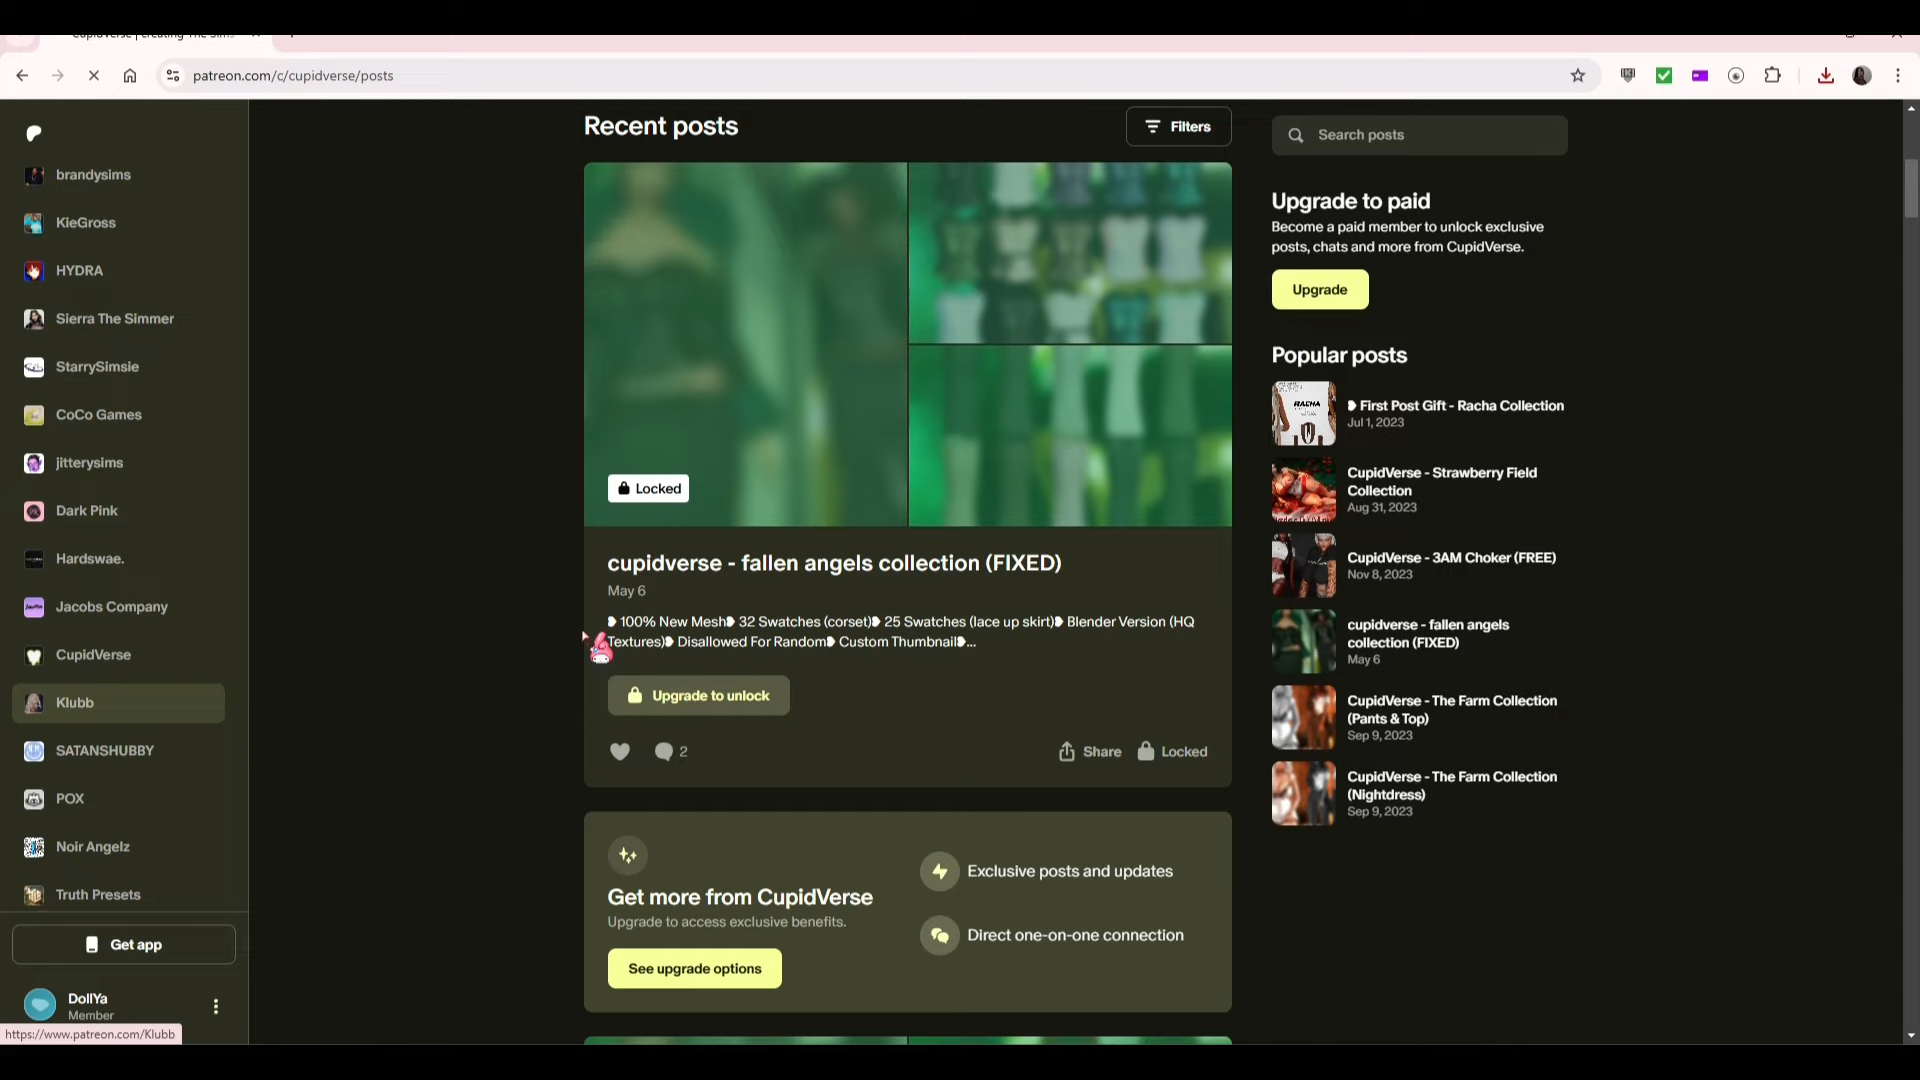 CupidVerse | creating The Sims
patreon.com/c/cupidverse/posts
brandysims
KieGross
HYDRA
Sierra The Simmer
StarrySimsie
CoCo Games
jitterysims
Dark Pink
Hardswae.
Jacobs Company
CupidVerse
Klubb
SATANSHUBBY
POX
Noir Angelz
Truth Presets
Get app
DollYa
Member
https://www.patreon.com/Klubb
Recent posts
Filters
Locked
cupidverse - fallen angels collection (FIXED)
May 6
❥ 100% New Mesh❥ 32 Swatches (corset)❥ 25 Swatches (lace up skirt)❥ Blender Version (HQ
Textures)❥ Disallowed For Random❥ Custom Thumbnail❥...
Upgrade to unlock
2
Share
Locked
Get more from CupidVerse
Upgrade to access exclusive benefits.
See upgrade options
Exclusive posts and updates
Direct one-on-one connection
Search posts
Upgrade to paid
Become a paid member to unlock exclusive
posts, chats and more from CupidVerse.
Upgrade
Popular posts
RACHA
❥ First Post Gift - Racha Collection
Jul 1, 2023
CupidVerse - Strawberry Field
Collection
Aug 31, 2023
CupidVerse - 3AM Choker (FREE)
Nov 8, 2023
cupidverse - fallen angels
collection (FIXED)
May 6
CupidVerse - The Farm Collection
(Pants & Top)
Sep 9, 2023
CupidVerse - The Farm Collection
(Nightdress)
Sep 9, 2023